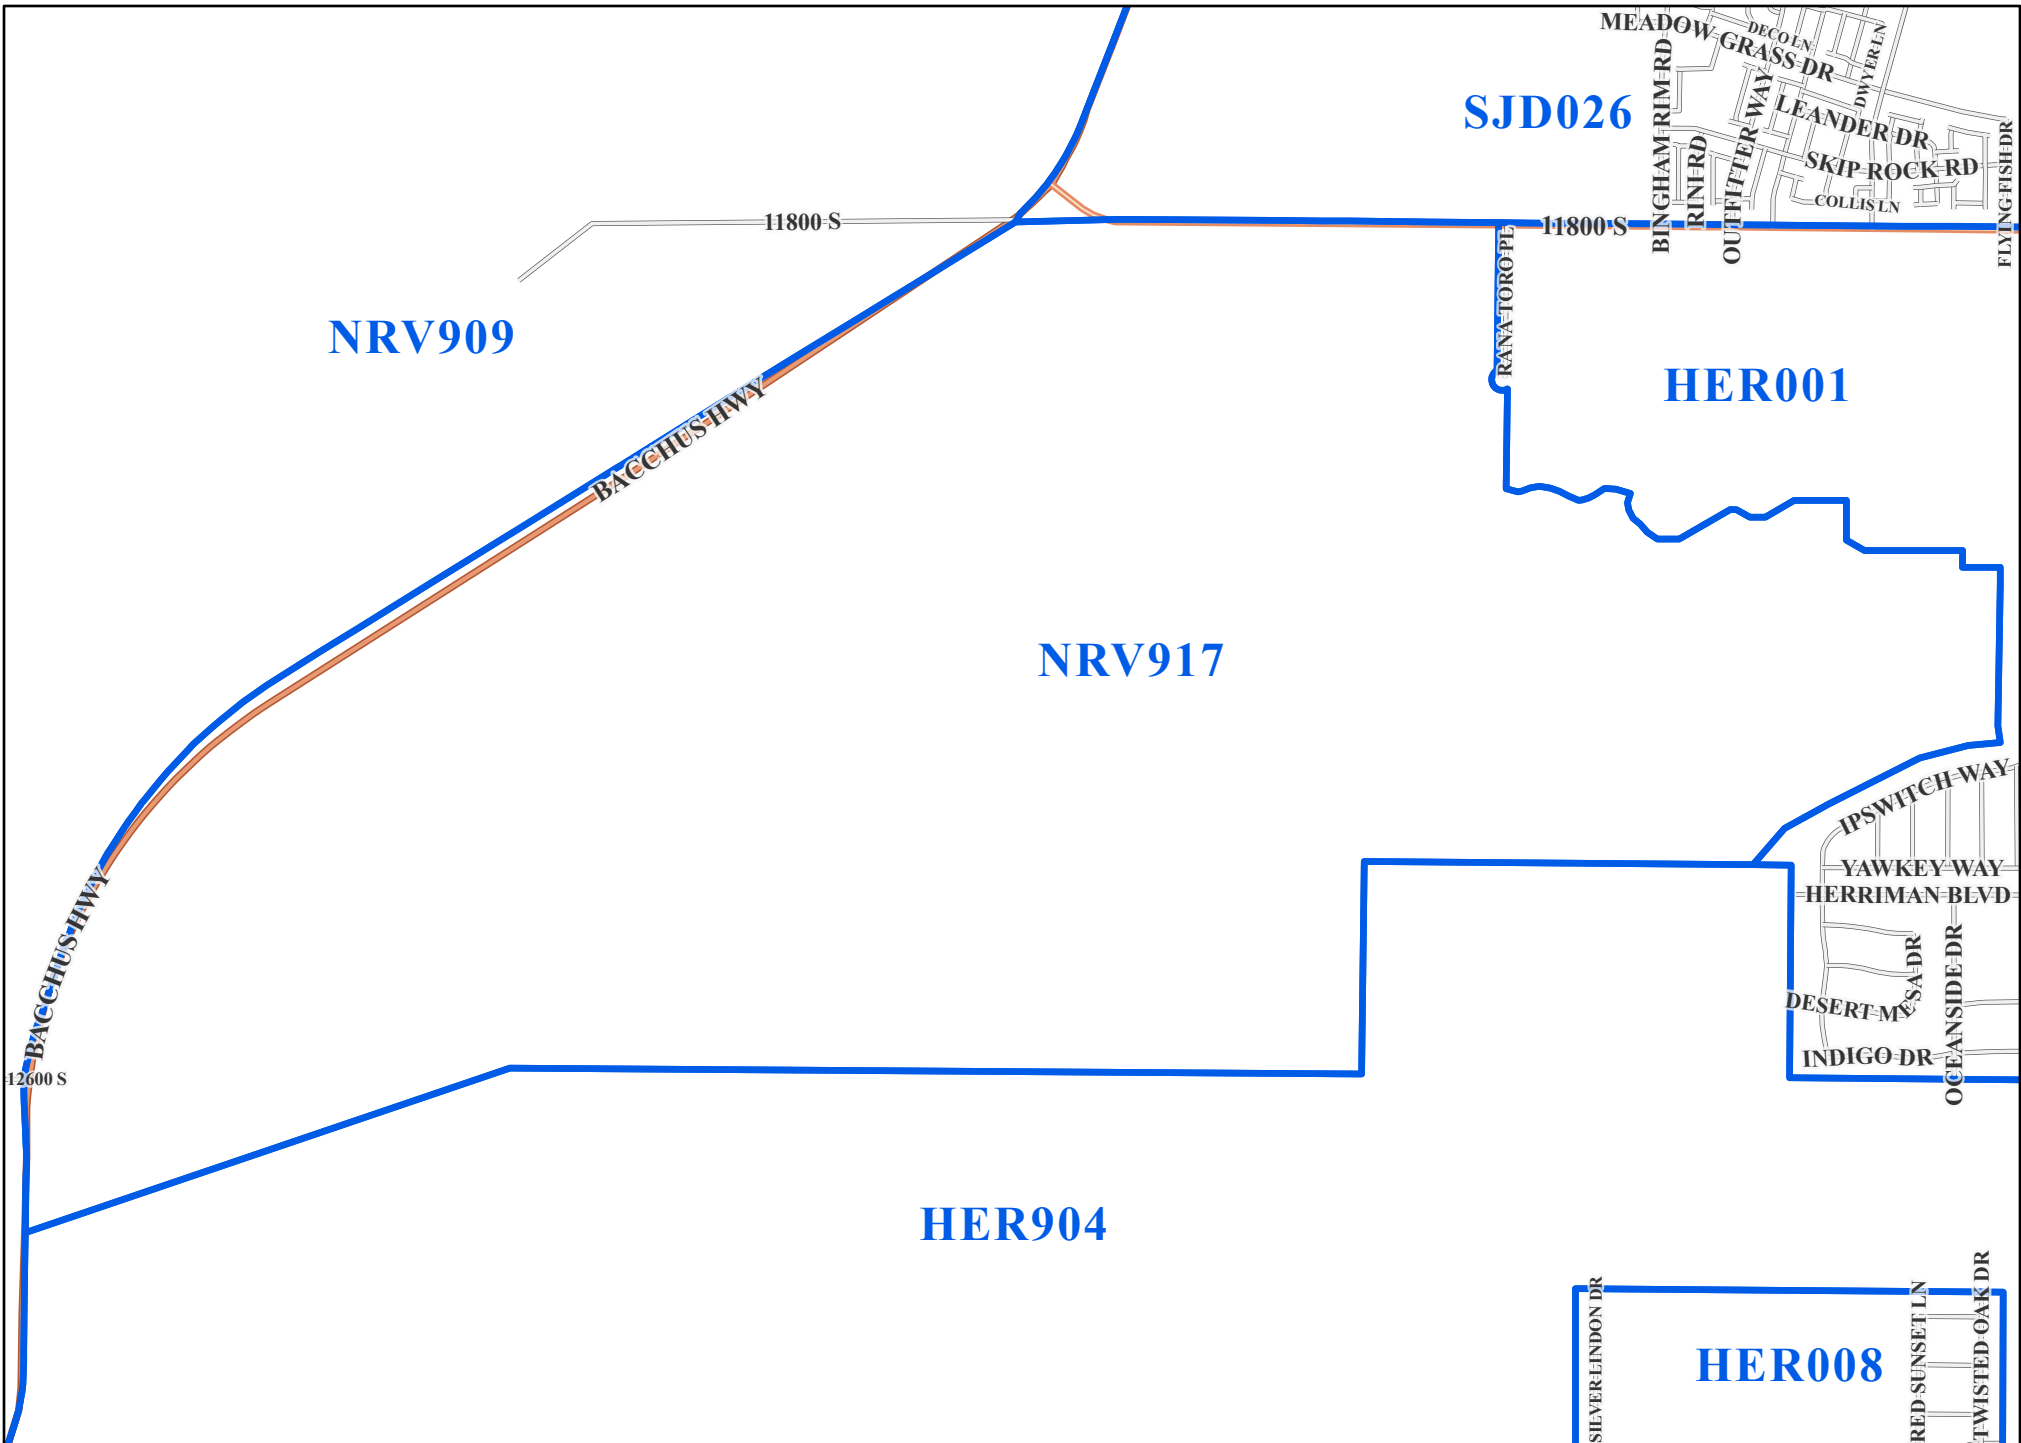 MEADOW GRASS DR
DECO LN
DWYER LN
SJD026
BINGHAM RIM RD
RINI RD
OUTFITTER WAY
LEANDER DR
SKIP ROCK RD
COLLIS LN
FLYING FISH DR
11800 S
11800 S
RANA TORO PL
NRV909
HER001
BACCHUS HWY
NRV917
IPSWITCH WAY
YAWKEY WAY
HERRIMAN BLVD
BACCHUS HWY
DESERT MESA DR
OCEANSIDE DR
INDIGO DR
12600 S
HER904
SILVER LINDON DR
HER008
RED SUNSET LN
TWISTED OAK DR